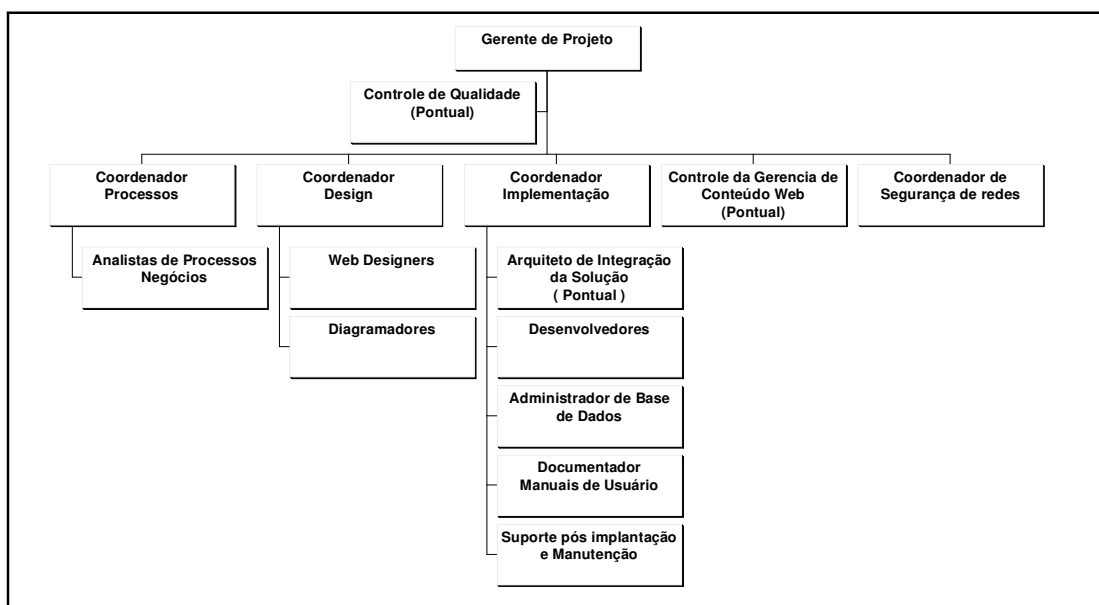 Gerente de Projeto
Controle de Qualidade
(Pontual)
Coordenador
Processos
Coordenador
Design
Coordenador
Implementação
Controle da Gerencia de
Conteúdo Web
(Pontual)
Coordenador de
Segurança de redes
Analistas de Processos
Negócios
Web Designers
Diagramadores
Arquiteto de Integração
da Solução
( Pontual )
Desenvolvedores
Administrador de Base
de Dados
Documentador
Manuais de Usuário
Suporte pós implantação
e Manutenção